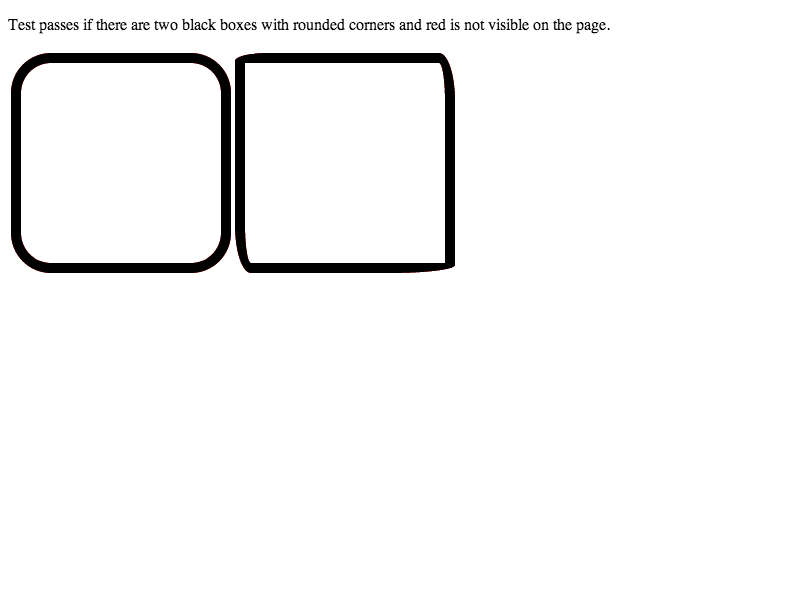 Test passes if there are two black boxes with rounded corners and red is not visible on the page.